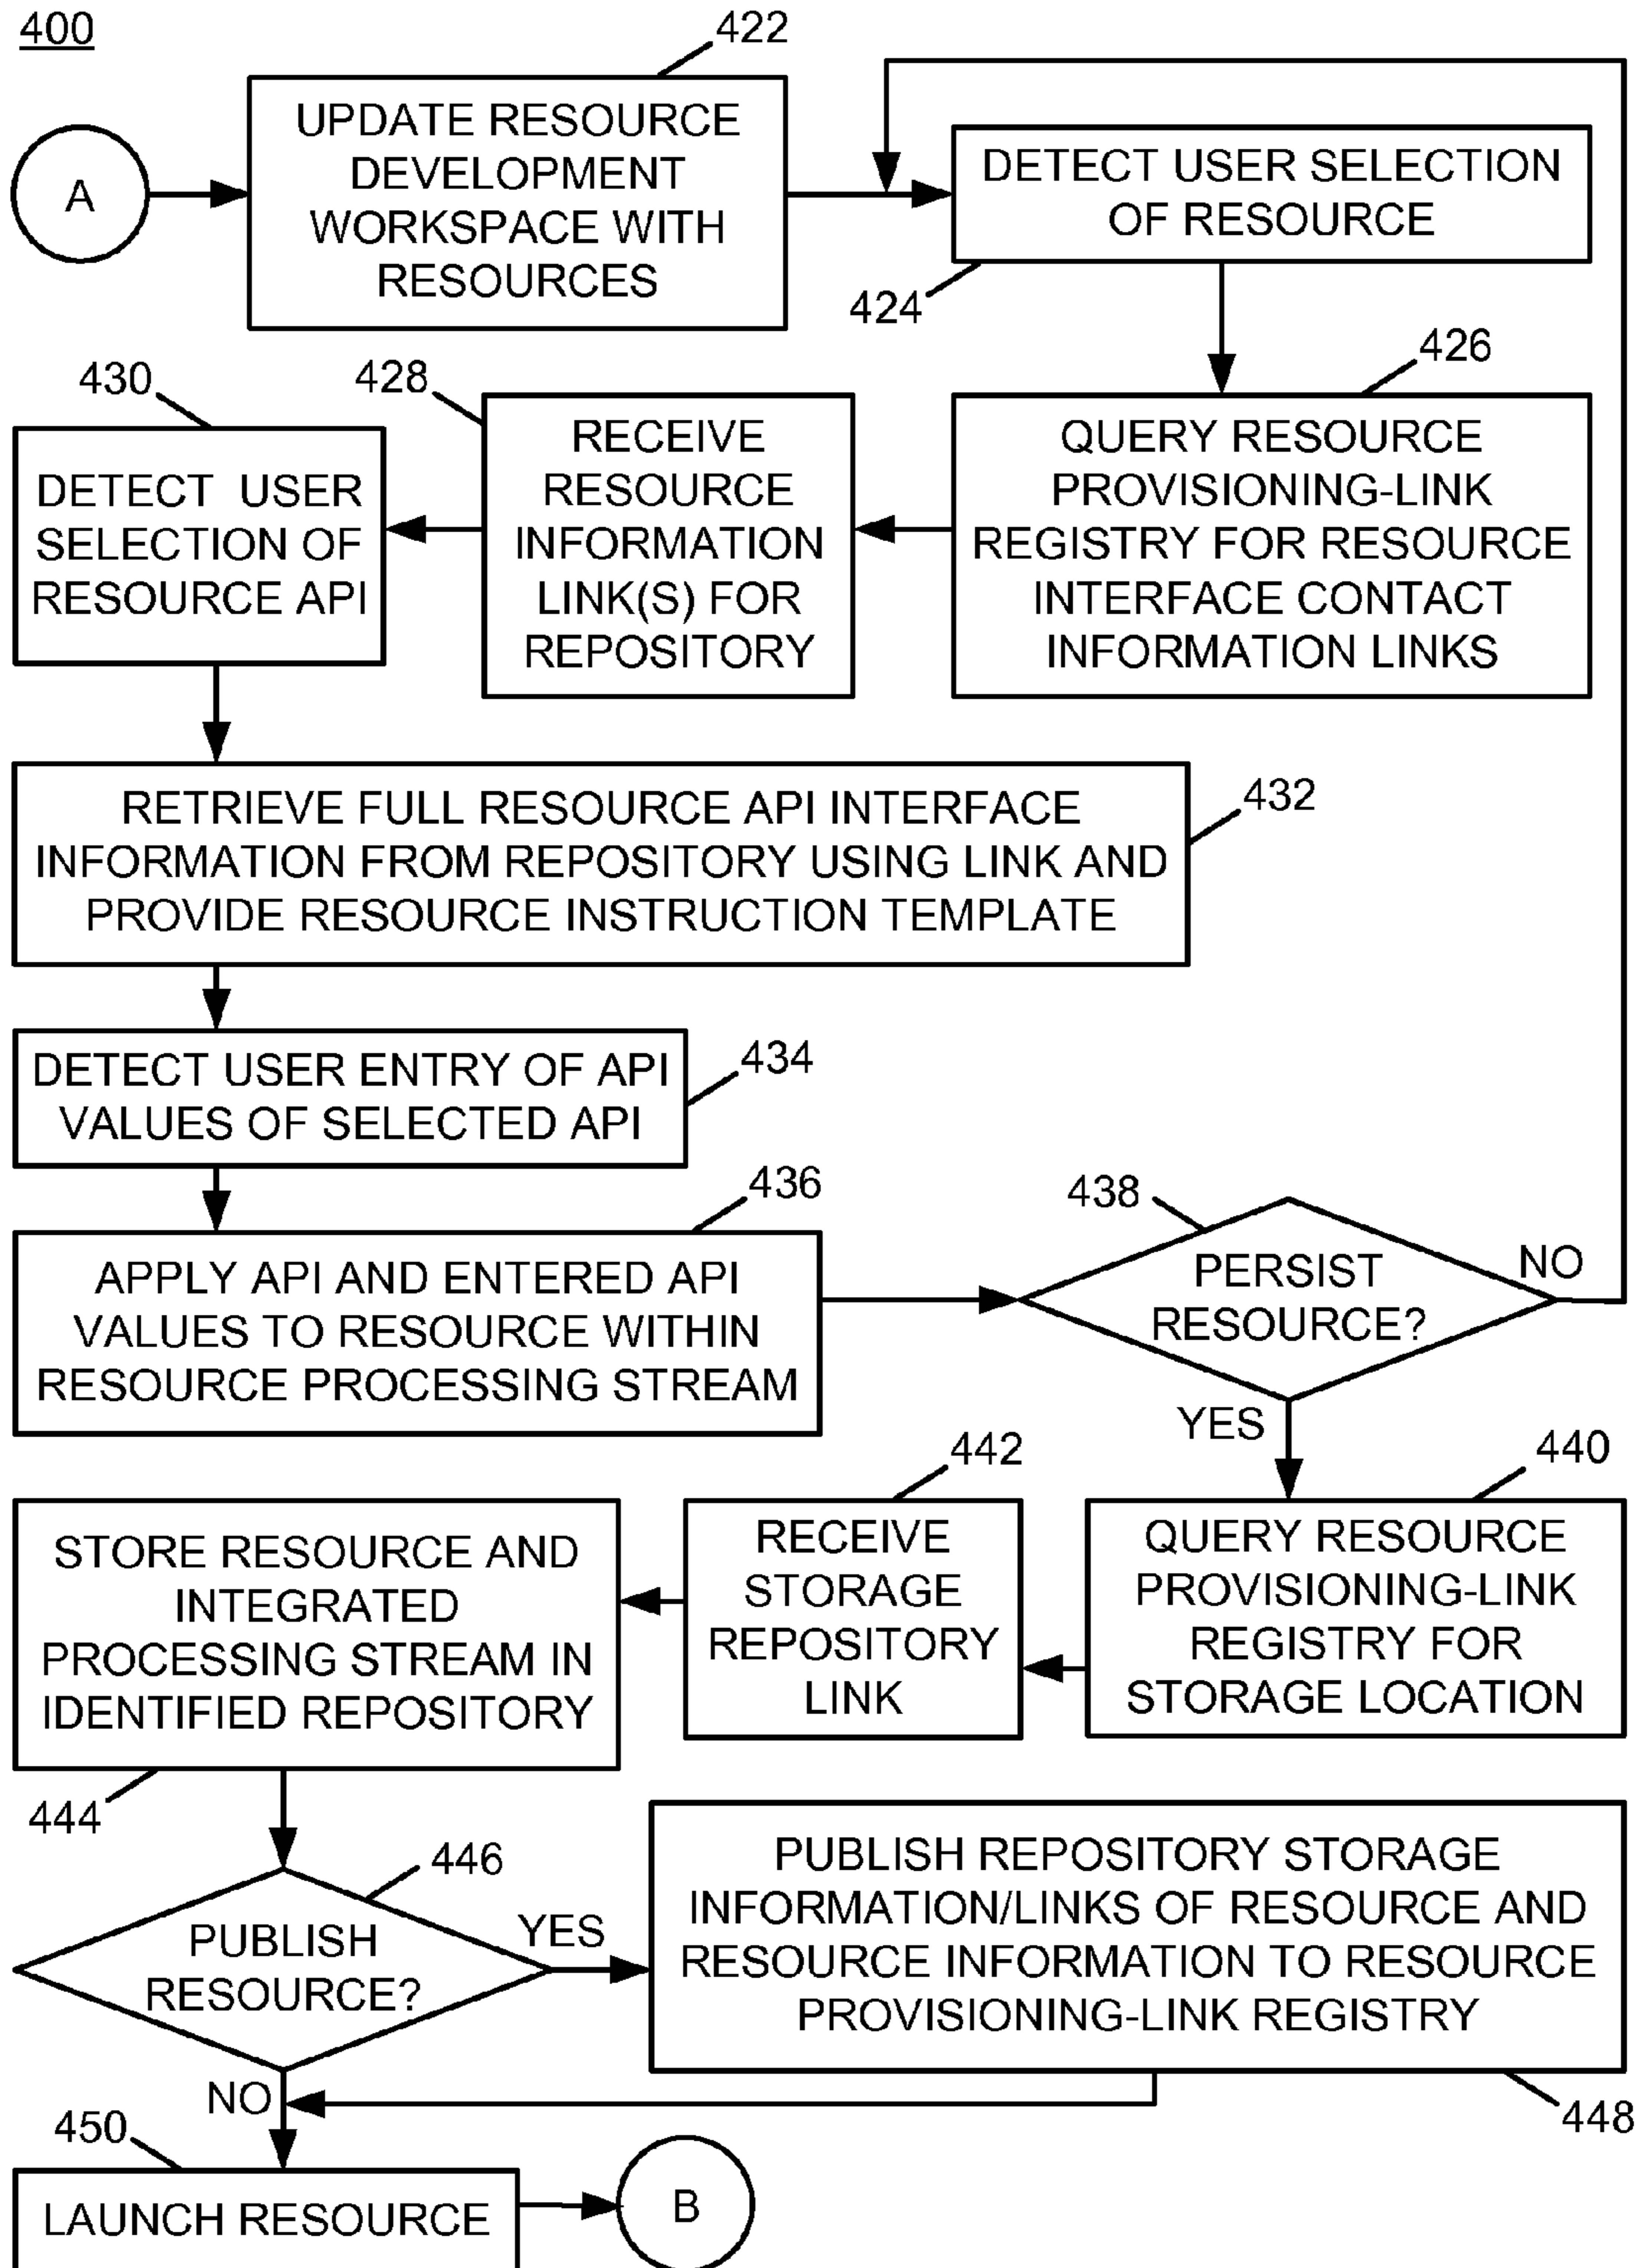 400
422
A
UPDATE RESOURCE
DEVELOPMENT
WORKSPACE WITH
RESOURCES
DETECT USER SELECTION
OF RESOURCE
424
426
QUERY RESOURCE
PROVISIONING-LINK
REGISTRY FOR RESOURCE
INTERFACE CONTACT
INFORMATION LINKS
428
RECEIVE
RESOURCE
INFORMATION
LINK(S) FOR
REPOSITORY
430
DETECT USER
SELECTION OF
RESOURCE API
432
RETRIEVE FULL RESOURCE API INTERFACE
INFORMATION FROM REPOSITORY USING LINK AND
PROVIDE RESOURCE INSTRUCTION TEMPLATE
434
DETECT USER ENTRY OF API
VALUES OF SELECTED API
436
APPLY API AND ENTERED API
VALUES TO RESOURCE WITHIN
RESOURCE PROCESSING STREAM
438
PERSIST
RESOURCE?
NO
YES
440
QUERY RESOURCE
PROVISIONING-LINK
REGISTRY FOR
STORAGE LOCATION
442
RECEIVE
STORAGE
REPOSITORY
LINK
STORE RESOURCE AND
INTEGRATED
PROCESSING STREAM IN
IDENTIFIED REPOSITORY
444
446
PUBLISH
RESOURCE?
YES
PUBLISH REPOSITORY STORAGE
INFORMATION/LINKS OF RESOURCE AND
RESOURCE INFORMATION TO RESOURCE
PROVISIONING-LINK REGISTRY
448
NO
450
LAUNCH RESOURCE
B